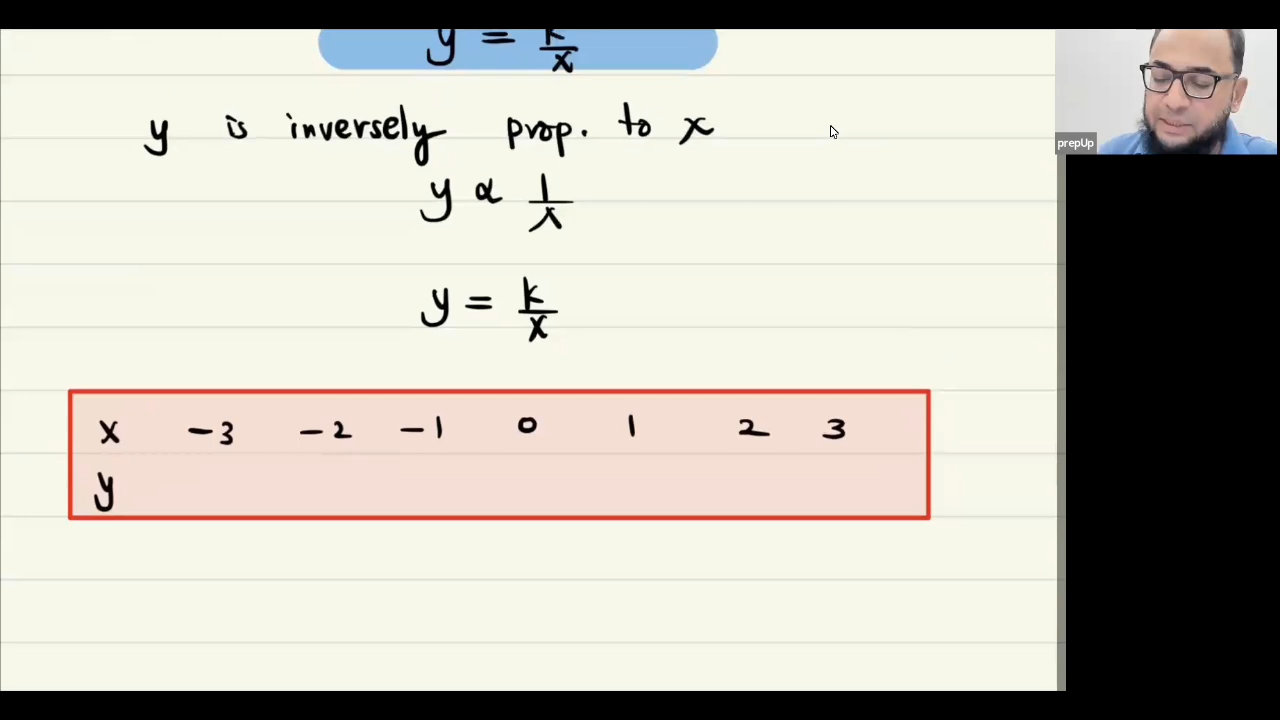 y = k/x
y is inversely prop. to x
y ∝ 1/x
y = k/x
x -3 -2 -1 0 1 2 3
y
prepUp